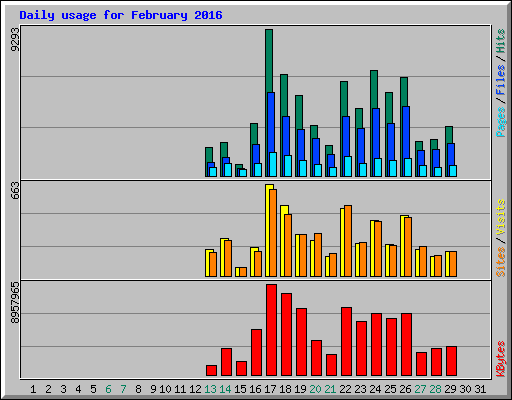 Daily usage for February 2016
9293
Pages / Files / Hits
663
Sites / Visits
8957965
KBytes
1 2 3 4 5 6 7 8 9 10 11 12 13 14 15 16 17 18 19 20 21 22 23 24 25 26 27 28 29 30 31